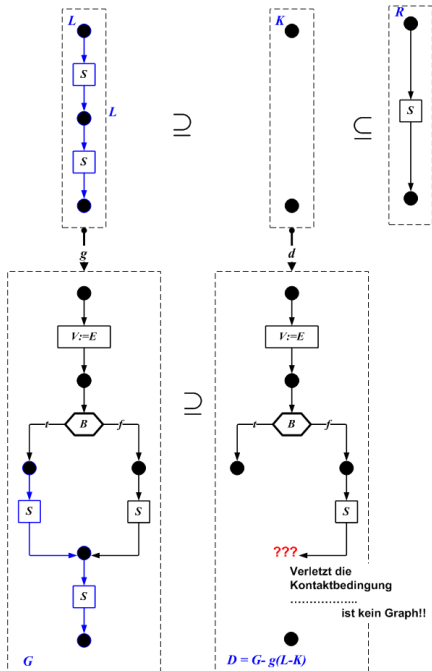 L
K
R
S
L
S
⊇
⊆
S
g
d
V:=E
V:=E
⊇
B
t
f
B
t
f
S
S
S
???
Verletzt die
Kontaktbedingung
S
..................
ist kein Graph!!
G
D = G- g(L-K)